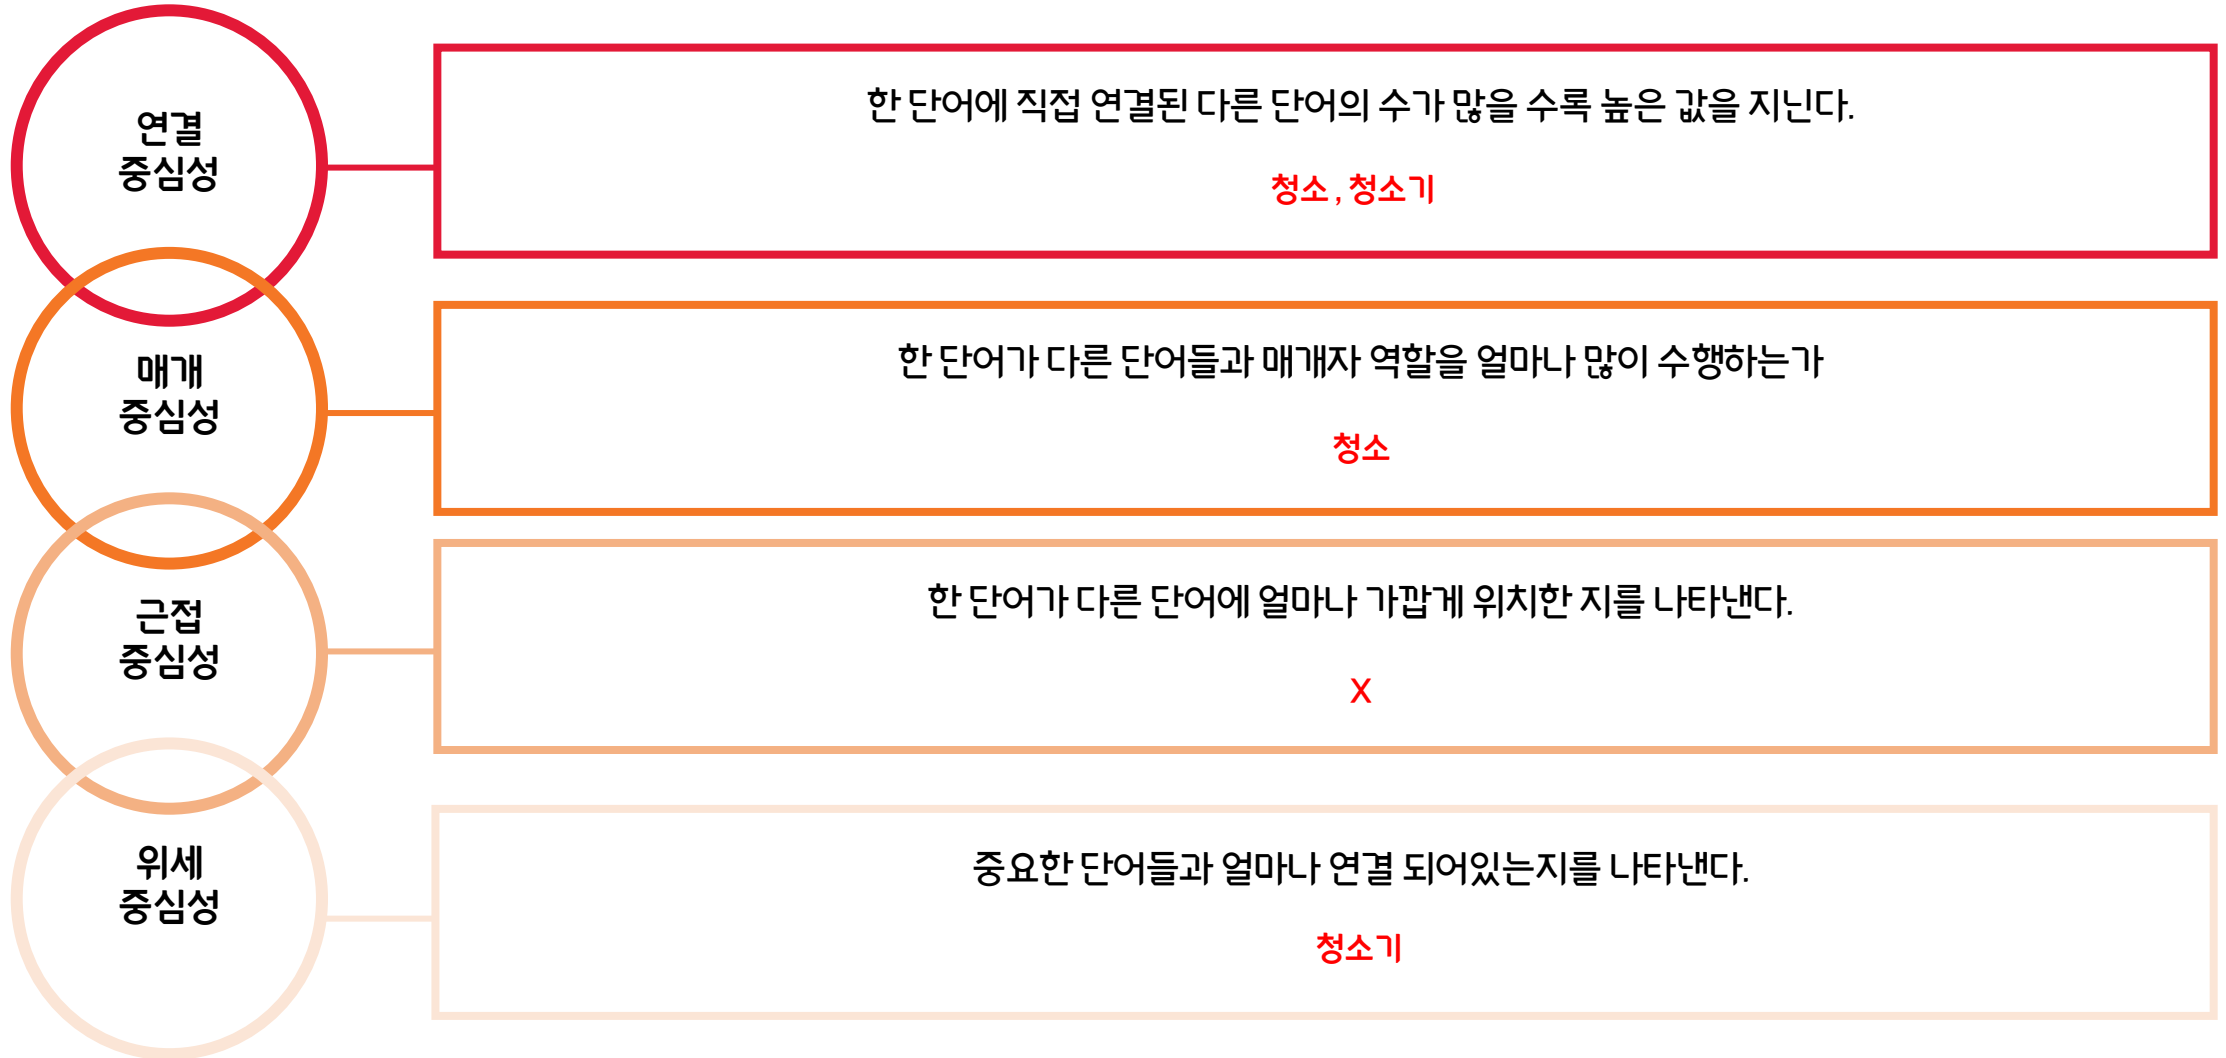 연결
중심성
한 단어에 직접 연결된 다른 단어의 수가 많을 수록 높은 값을 지닌다.
청소 , 청소기
매개
중심성
한 단어가 다른 단어들과 매개자 역할을 얼마나 많이 수행하는가
청소
근접
중심성
한 단어가 다른 단어에 얼마나 가깝게 위치한 지를 나타낸다.
X
위세
중심성
중요한 단어들과 얼마나 연결 되어있는지를 나타낸다.
청소기